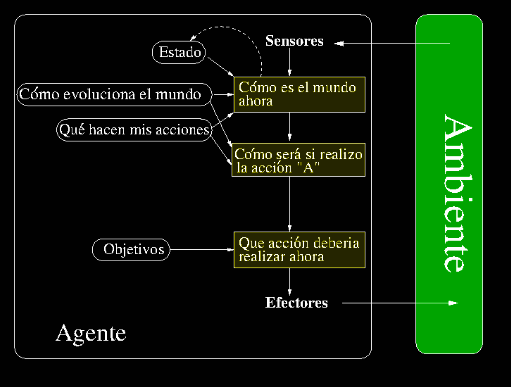 Sensores
Estado
Cómo es el mundo
ahora
Cómo evoluciona el mundo
Qué hacen mis acciones
Cómo será si realizo
la acción "A"
Que acción deberia
realizar ahora
Objetivos
Efectores
Agente
Ambiente